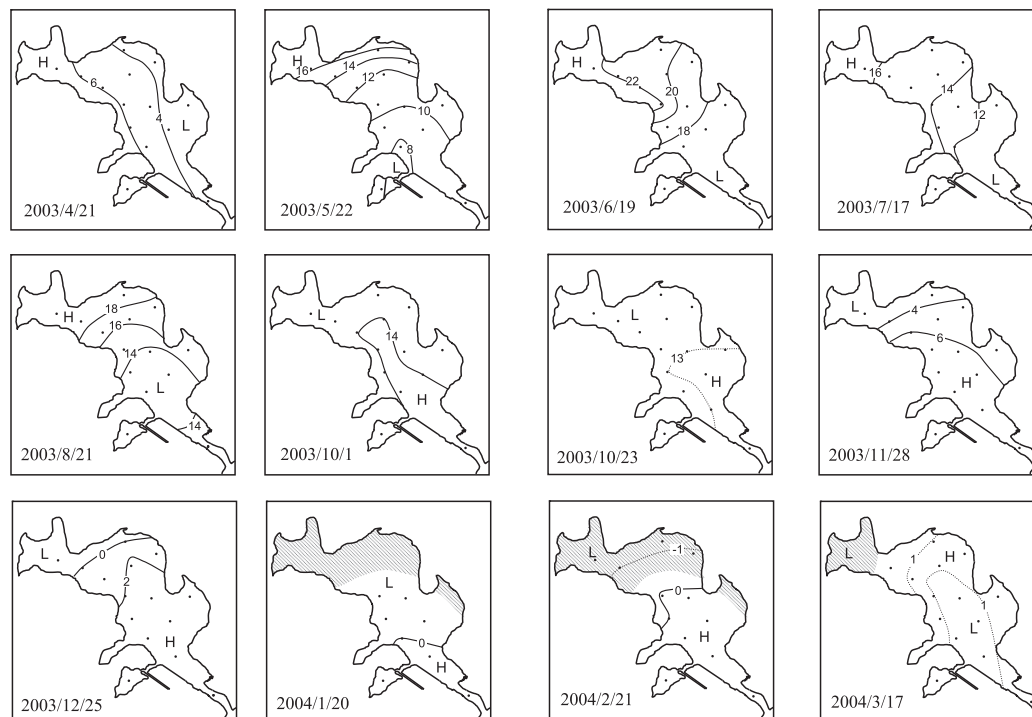 H
6
4
L
2003/4/21
H
16
14
12
10
8
L
2003/5/22
H
22
20
18
L
2003/6/19
H
16
14
12
L
2003/7/17
H
18
16
14
L
14
2003/8/21
L
14
H
2003/10/1
L
13
H
2003/10/23
L
4
6
H
2003/11/28
L
0
2
H
2003/12/25
L
0
H
2004/1/20
L
-1
0
H
2004/2/21
L
1
H
1
L
2004/3/17